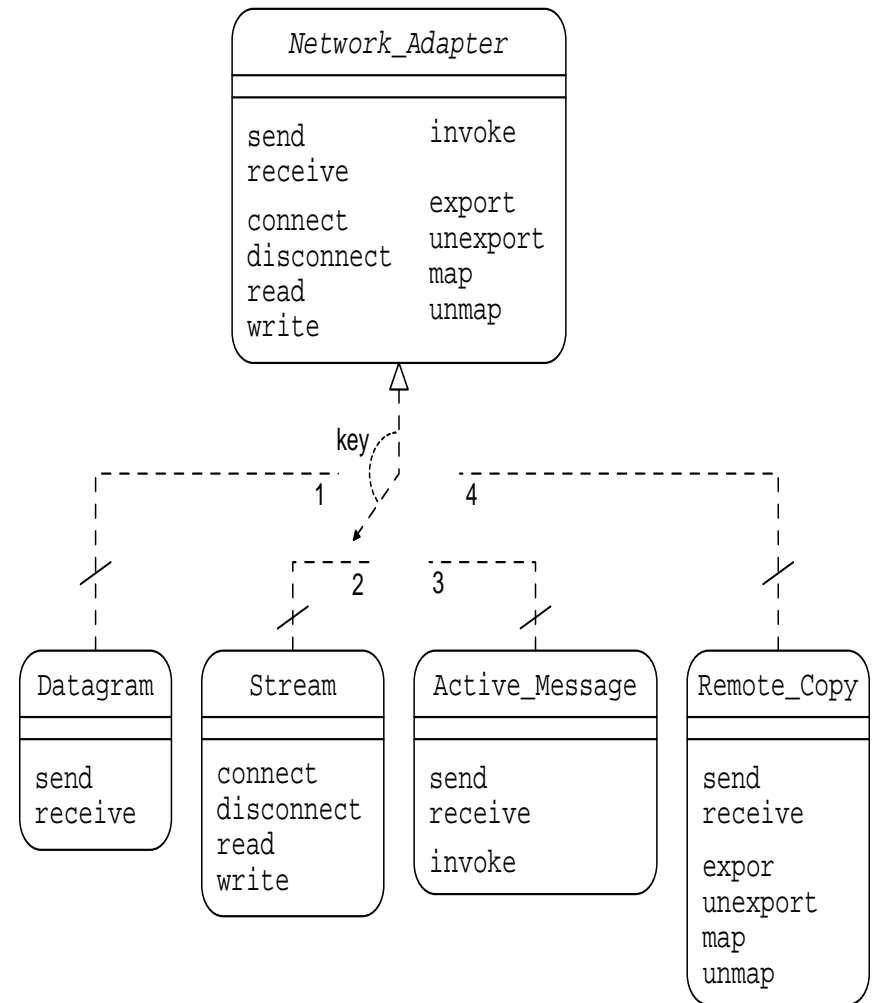 Network_Adapter
send
receive
connect
disconnect
read
write
invoke
export
unexport
map
unmap
key
1
4
2
3
Datagram
send
receive
Stream
connect
disconnect
read
write
Active_Message
send
receive
invoke
Remote_Copy
send
receive
expor
unexport
map
unmap